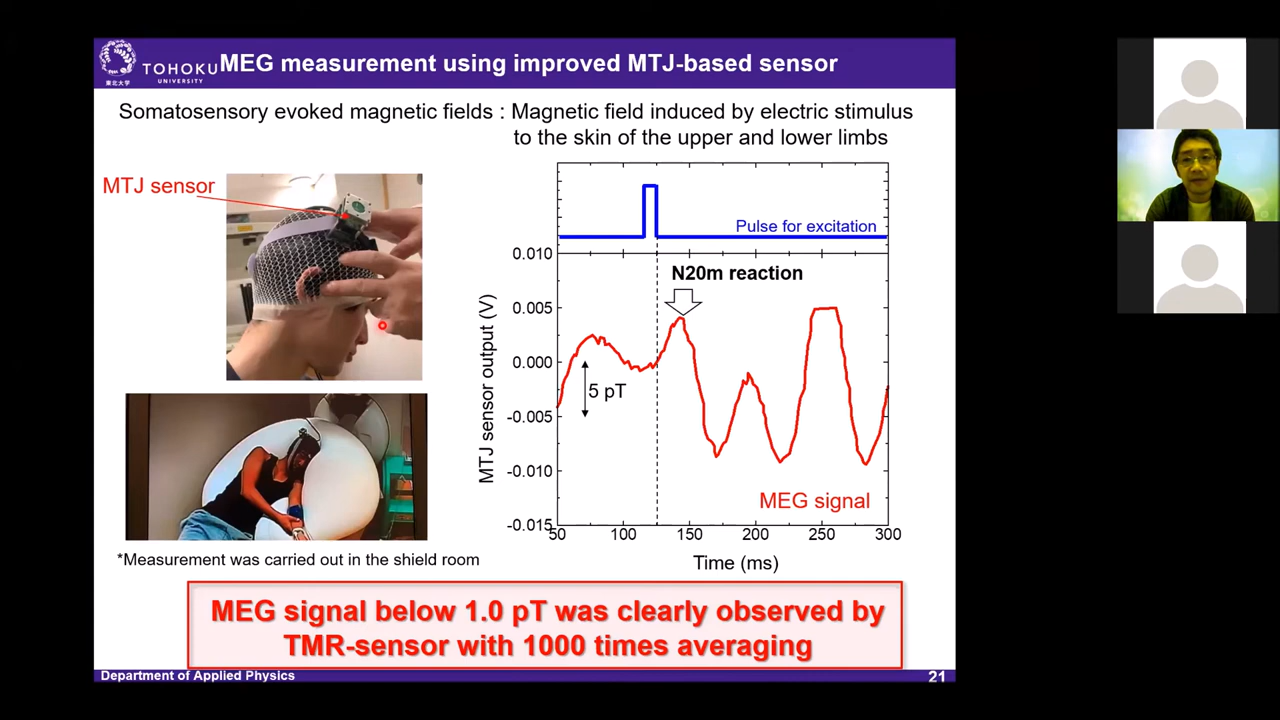 TOHOKU
UNIVERSITY
東北大学
MEG measurement using improved MTJ-based sensor
Somatosensory evoked magnetic fields : Magnetic field induced by electric stimulus
to the skin of the upper and lower limbs
MTJ sensor
Pulse for excitation
N20m reaction
5 pT
MEG signal
MTJ sensor output (V)
0.010
0.005
0.000
-0.005
-0.010
-0.015
50 100 150 200 250 300
Time (ms)
*Measurement was carried out in the shield room
MEG signal below 1.0 pT was clearly observed by
TMR-sensor with 1000 times averaging
Department of Applied Physics
21